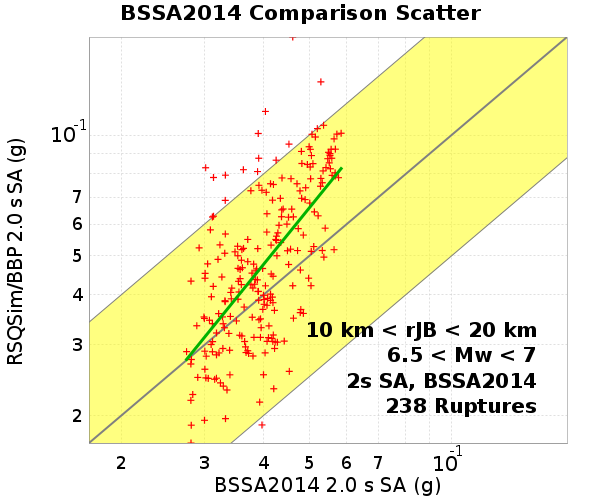 BSSA2014 Comparison Scatter
RSQSim/BBP 2.0 s SA (g)
10-1
7
6
5
4
3
2
10 km < rJB < 20 km
6.5 < Mw < 7
2s SA, BSSA2014
238 Ruptures
2 3 4 5 6 7 10-1
BSSA2014 2.0 s SA (g)